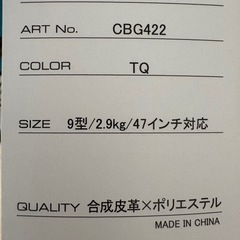 ART No. CBG422
COLOR TQ
SIZE 9型/2.9kg/47インチ対応
QUALITY 合成皮革×ポリエステル
MADE IN CHINA